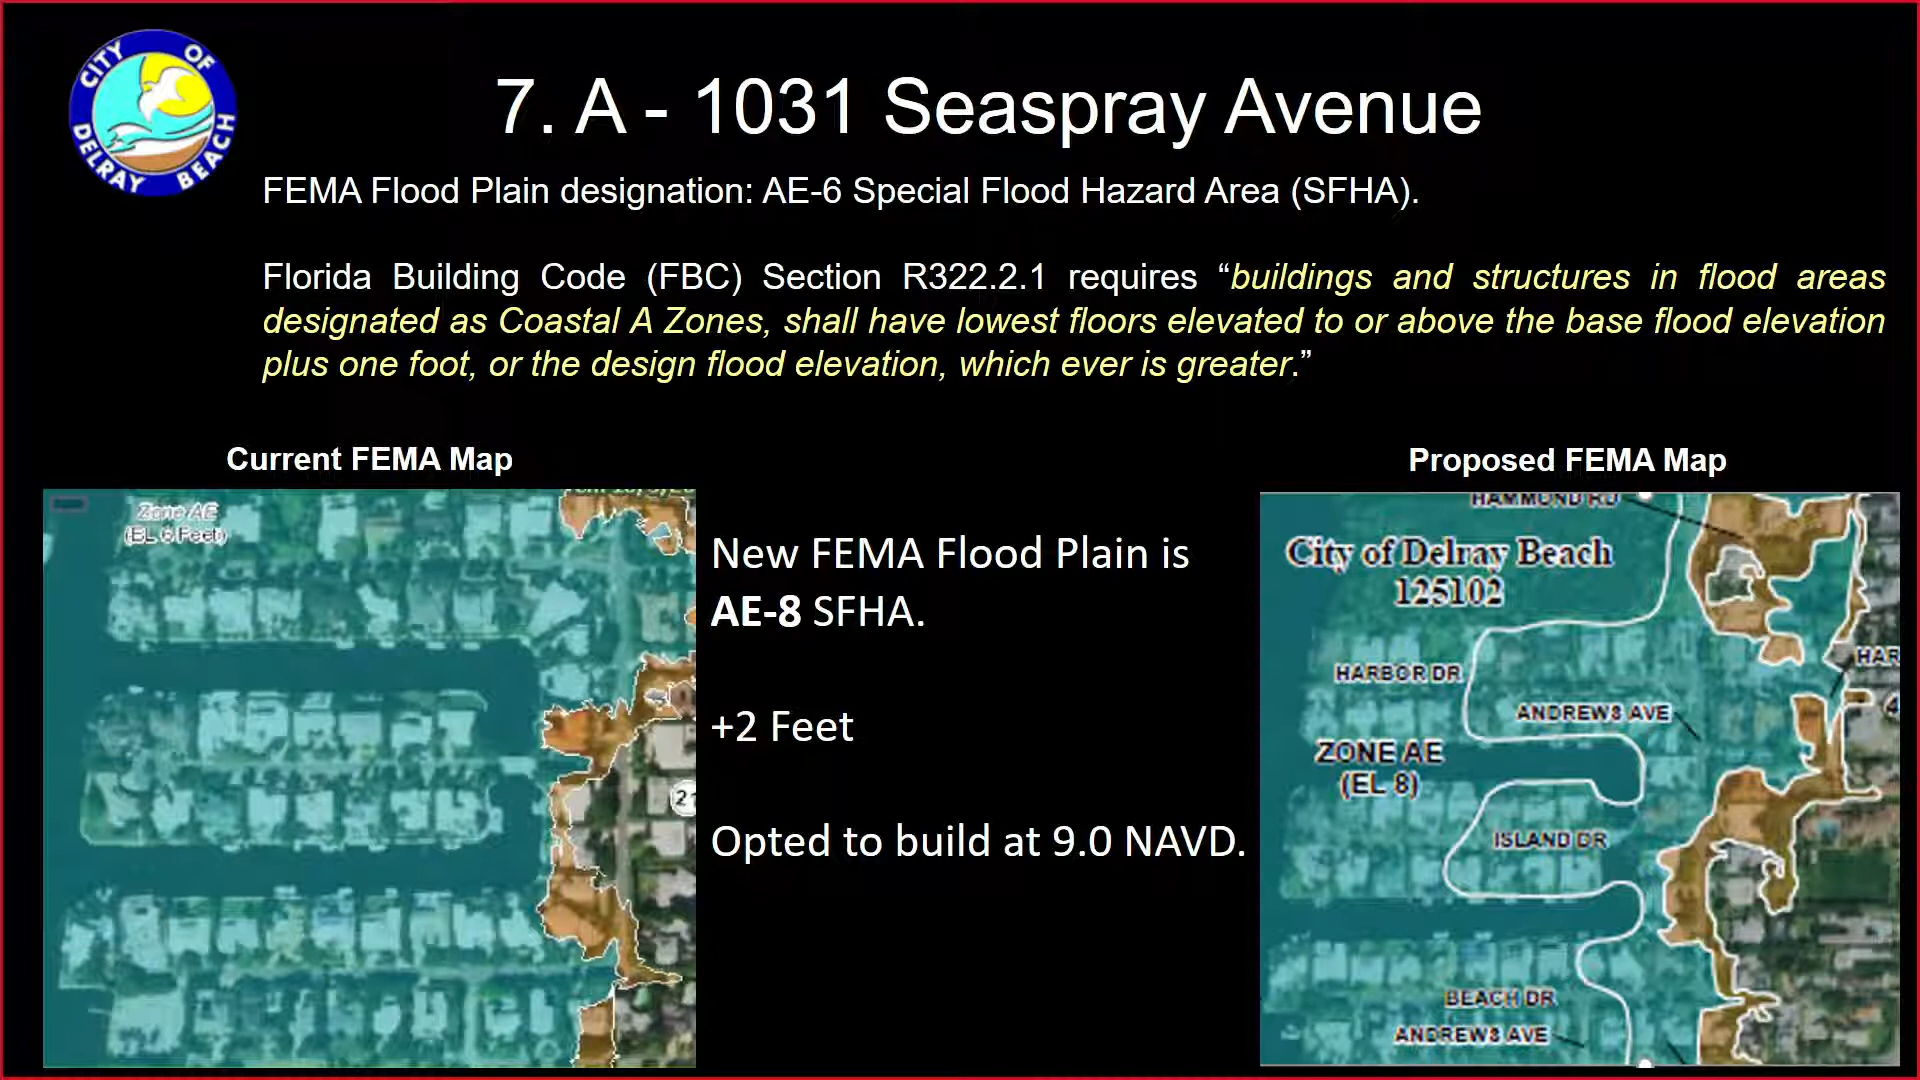 CITY OF
DELRAY BEACH
7. A - 1031 Seaspray Avenue
FEMA Flood Plain designation: AE-6 Special Flood Hazard Area (SFHA).
Florida Building Code (FBC) Section R322.2.1 requires “buildings and structures in flood areas
designated as Coastal A Zones, shall have lowest floors elevated to or above the base flood elevation
plus one foot, or the design flood elevation, which ever is greater.”
Current FEMA Map
Zone AE
(EL 6 Feet)
New FEMA Flood Plain is
AE-8 SFHA.
+2 Feet
Opted to build at 9.0 NAVD.
Proposed FEMA Map
HAMMOND RD
City of Delray Beach
125102
HARBOR DR
HAR
ANDREWS AVE
ZONE AE
(EL 8)
ISLAND DR
BEACH DR
ANDREWS AVE